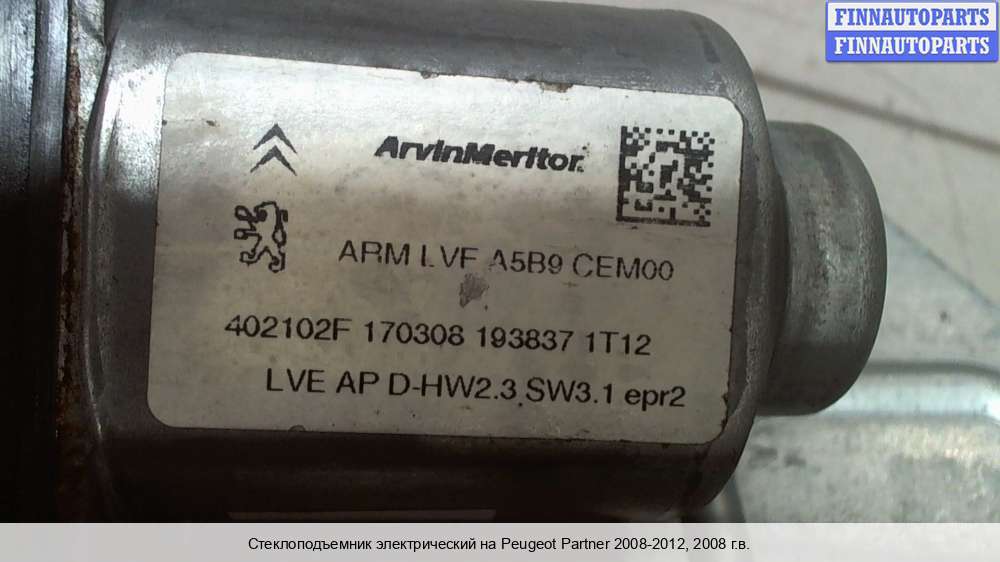 FINNAUTOPARTS
FINNAUTOPARTS
ArvinMeritor
ARM LVE A5B9 CEM00
402102F 170308 193837 1T12
LVE AP D-HW2.3 SW3.1 epr2
Стеклоподъемник электрический на Peugeot Partner 2008-2012, 2008 г.в.